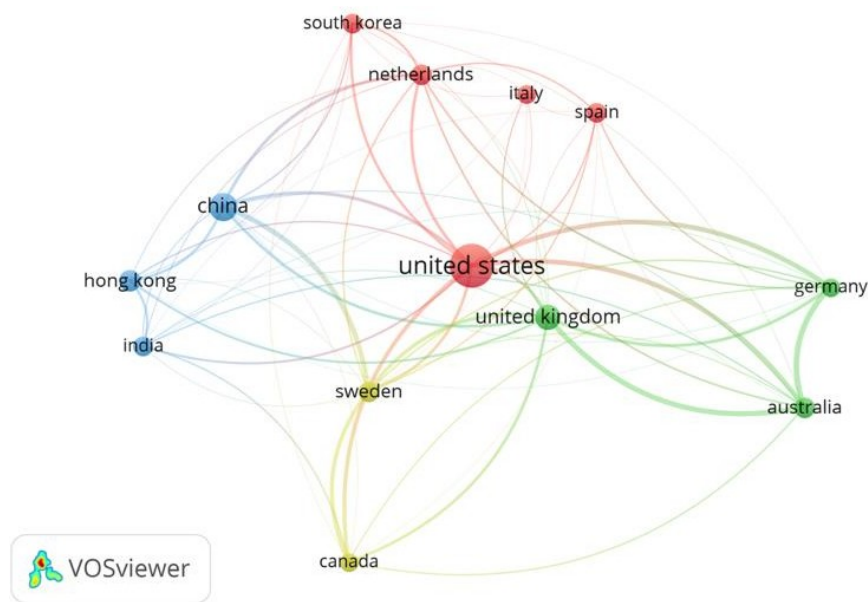 south korea
netherlands
italy
spain
china
united states
hong kong
germany
united kingdom
india
sweden
australia
canada
VOSviewer